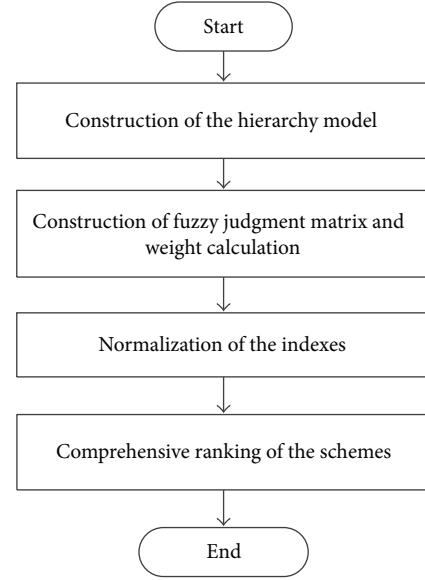 Start
Construction of the hierarchy model
Construction of fuzzy judgment matrix and
weight calculation
Normalization of the indexes
Comprehensive ranking of the schemes
End